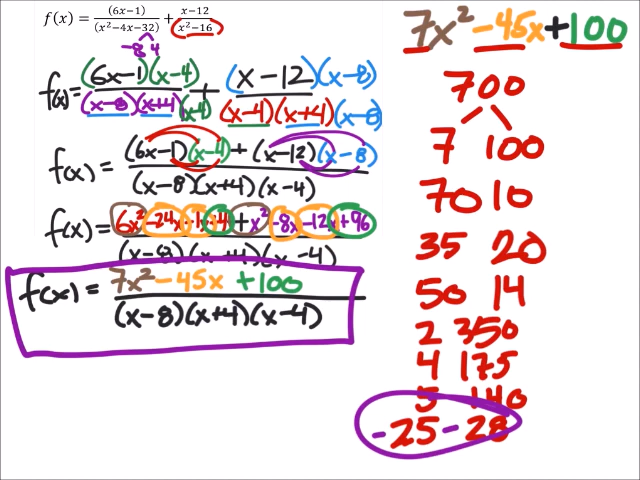 f(x) = (6x−1)/(x²−4x−32) + x−12/x²−16
−8 4
f(x) = (6x−1)(x−4)/(x−8)(x+4)(x-4) + (x−12)(x−8)/(x−4)(x+4)(x−8)
f(x) = (6x−1)(x−4) + (x−12)(x−8)/(x−8)(x+4)(x−4)
f(x) = 6x²−24x−1x+4+x²−8x−12x+96/(x−8)(x+4)(x−4)
f(x) = 7x²−45x+100/(x−8)(x+4)(x−4)
7x²−45x+100
700
7 100
70 10
35 20
50 14
2 350
4 175
5 140
−25 −28